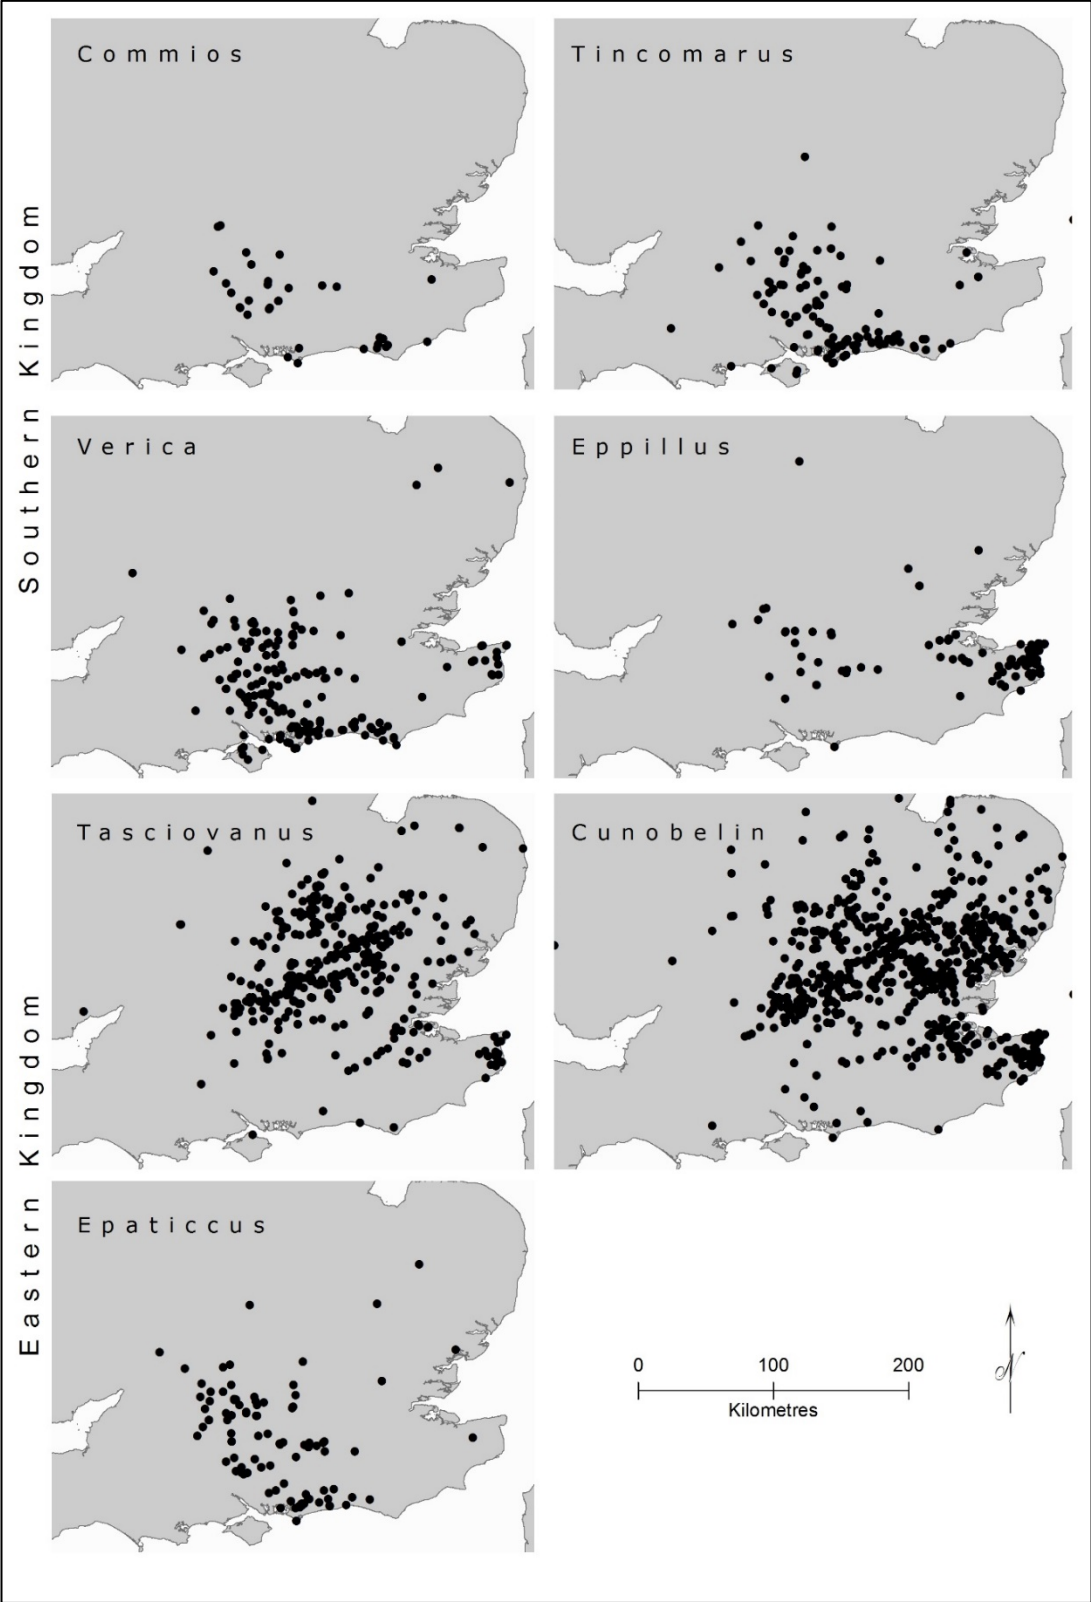 Commios
Tincomarus
Southern Kingdom
Verica
Eppillus
Tasciovanus
Cunobelin
Eastern Kingdom
Epaticcus
0 100 200
Kilometres
N